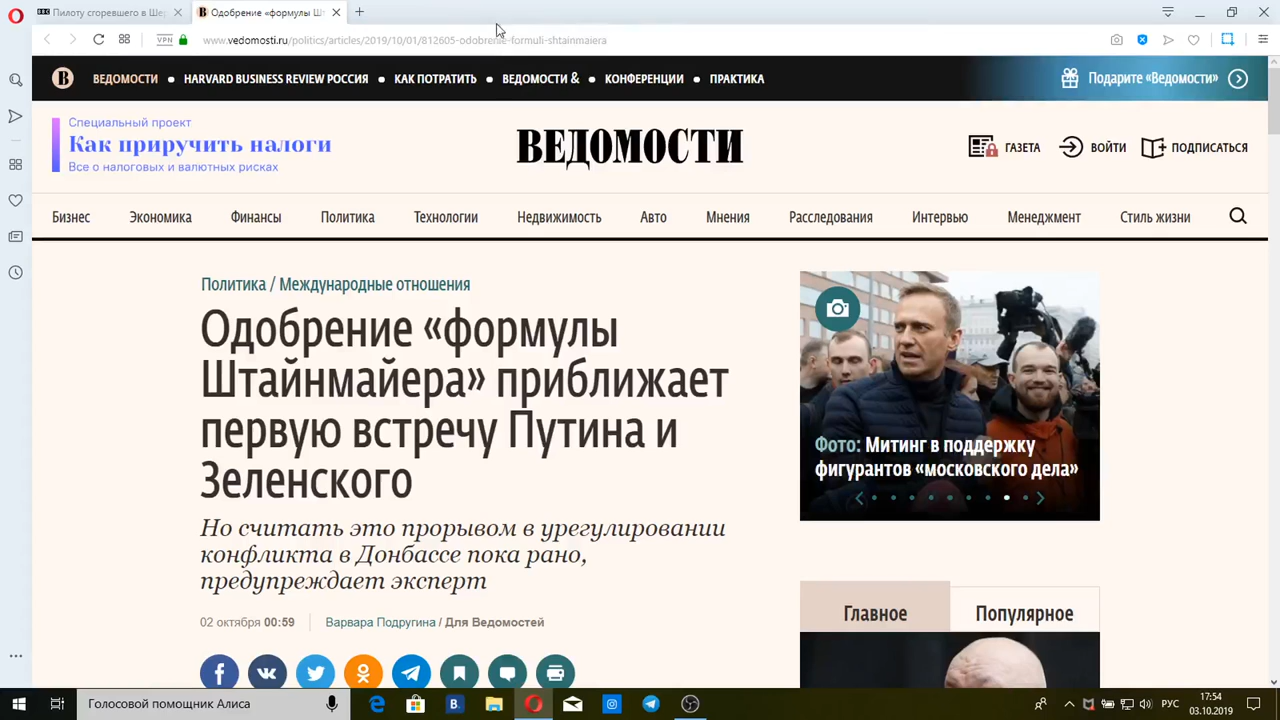 Пилоту сгоревшего в Шер
Одобрение «формулы Шт
VPN
www.vedomosti.ru/politics/articles/2019/10/01/812605-odobrenie-formuli-shtainmaiera
В
ВЕДОМОСТИ
HARVARD BUSINESS REVIEW РОССИЯ
КАК ПОТРАТИТЬ
ВЕДОМОСТИ &
КОНФЕРЕНЦИИ
ПРАКТИКА
Подарите «Ведомости»
Специальный проект
Как приручить налоги
Все о налоговых и валютных рисках
ВЕДОМОСТИ
ГАЗЕТА
ВОЙТИ
ПОДПИСАТЬСЯ
Бизнес
Экономика
Финансы
Политика
Технологии
Недвижимость
Авто
Мнения
Расследования
Интервью
Менеджмент
Стиль жизни
Политика / Международные отношения
Одобрение «формулы
Штайнмайера» приближает
первую встречу Путина и
Зеленского
Но считать это прорывом в урегулировании
конфликта в Донбассе пока рано,
предупреждает эксперт
02 октября 00:59
Варвара Подругина / Для Ведомостей
Фото: Митинг в поддержку
фигурантов «московского дела»
Главное
Популярное
Голосовой помощник Алиса
РУС
17:54
03.10.2019